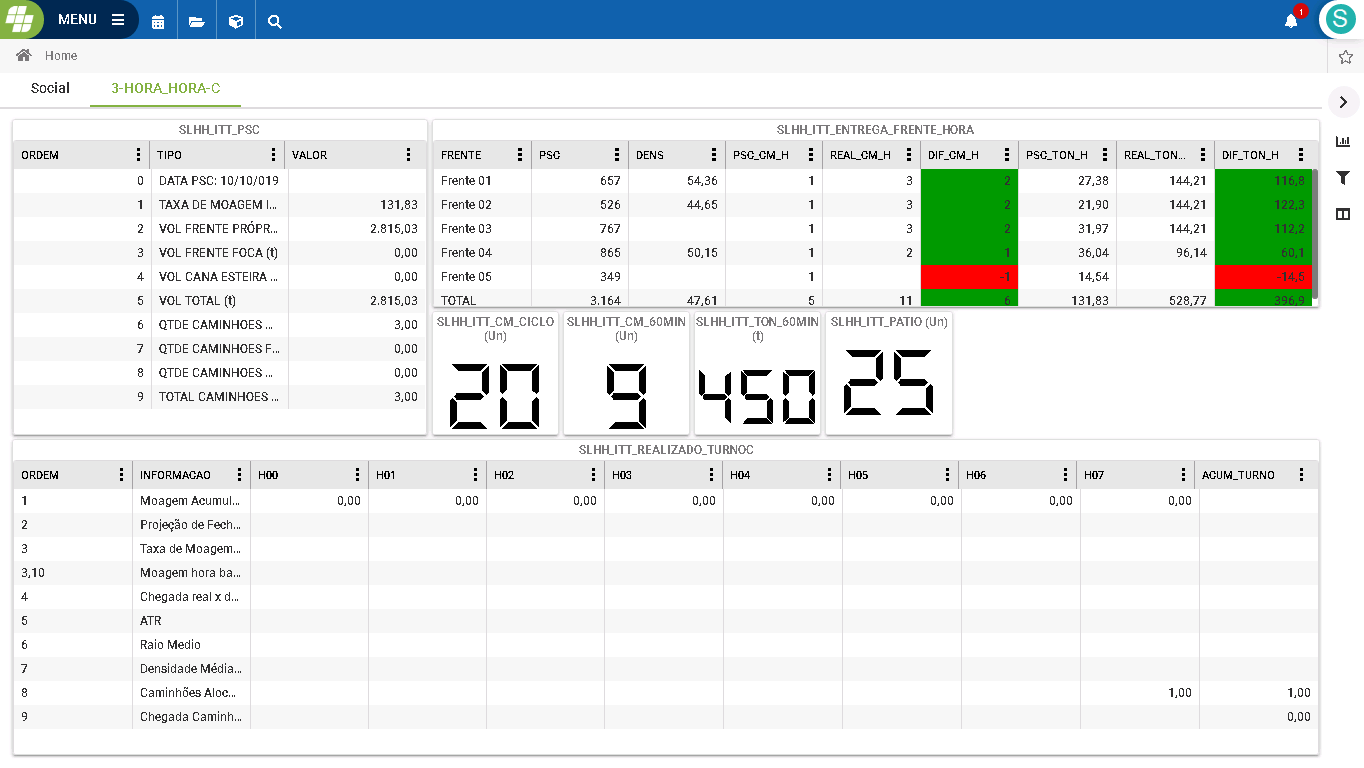 MENU
1
S
Home
Social 3-HORA_HORA-C
SLHH_ITT_PSC
ORDEM TIPO VALOR
0 DATA PSC: 10/10/019
1 TAXA DE MOAGEM I... 131,83
2 VOL FRENTE PRÓPR... 2.815,03
3 VOL FRENTE FOCA (t) 0,00
4 VOL CANA ESTEIRA ... 0,00
5 VOL TOTAL (t) 2.815,03
6 QTDE CAMINHOES ... 3,00
7 QTDE CAMINHOES F... 0,00
8 QTDE CAMINHOES ... 0,00
9 TOTAL CAMINHOES ... 3,00
SLHH_ITT_ENTREGA_FRENTE_HORA
FRENTE PSC DENS PSC_CM_H REAL_CM_H DIF_CM_H PSC_TON_H REAL_TON... DIF_TON_H
Frente 01 657 54,36 1 3 2 27,38 144,21 116,8
Frente 02 526 44,65 1 3 2 21,90 144,21 122,3
Frente 03 767 1 3 2 31,97 144,21 112,2
Frente 04 865 50,15 1 2 1 36,04 96,14 60,1
Frente 05 349 1 -1 14,54 -14,5
TOTAL 3.164 47,61 5 11 6 131,83 528,77 396,9
SLHH_ITT_CM_CICLO
(Un)
20
SLHH_ITT_CM_60MIN
(Un)
9
SLHH_ITT_TON_60MIN
(t)
450
SLHH_ITT_PATIO (Un)
25
SLHH_ITT_REALIZADO_TURNOC
ORDEM INFORMACAO H00 H01 H02 H03 H04 H05 H06 H07 ACUM_TURNO
1 Moagem Acumul... 0,00 0,00 0,00 0,00 0,00 0,00 0,00 0,00
2 Projeção de Fech...
3 Taxa de Moagem...
3,10 Moagem hora ba...
4 Chegada real x d...
5 ATR
6 Raio Medio
7 Densidade Média...
8 Caminhões Aloc... 1,00 1,00
9 Chegada Caminh... 0,00